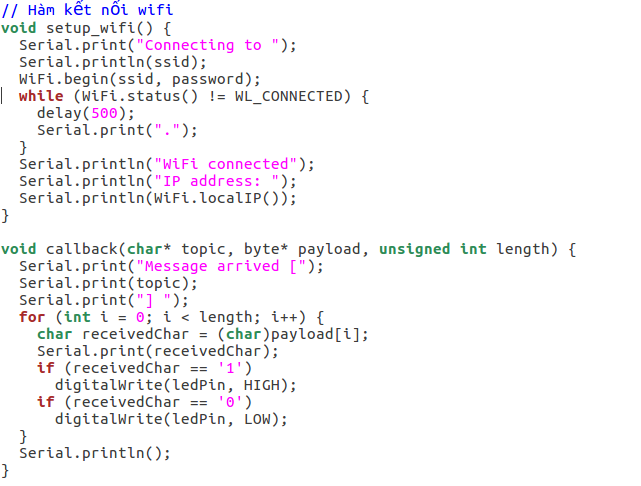 // Hàm kết nối wifi
void setup_wifi() {
  Serial.print("Connecting to ");
  Serial.println(ssid);
  WiFi.begin(ssid, password);
  while (WiFi.status() != WL_CONNECTED) {
    delay(500);
    Serial.print(".");
  }
  Serial.println("WiFi connected");
  Serial.println("IP address: ");
  Serial.println(WiFi.localIP());
}

void callback(char* topic, byte* payload, unsigned int length) {
  Serial.print("Message arrived [");
  Serial.print(topic);
  Serial.print("] ");
  for (int i = 0; i < length; i++) {
    char receivedChar = (char)payload[i];
    Serial.print(receivedChar);
    if (receivedChar == '1')
      digitalWrite(ledPin, HIGH);
    if (receivedChar == '0')
      digitalWrite(ledPin, LOW);
  }
  Serial.println();
}